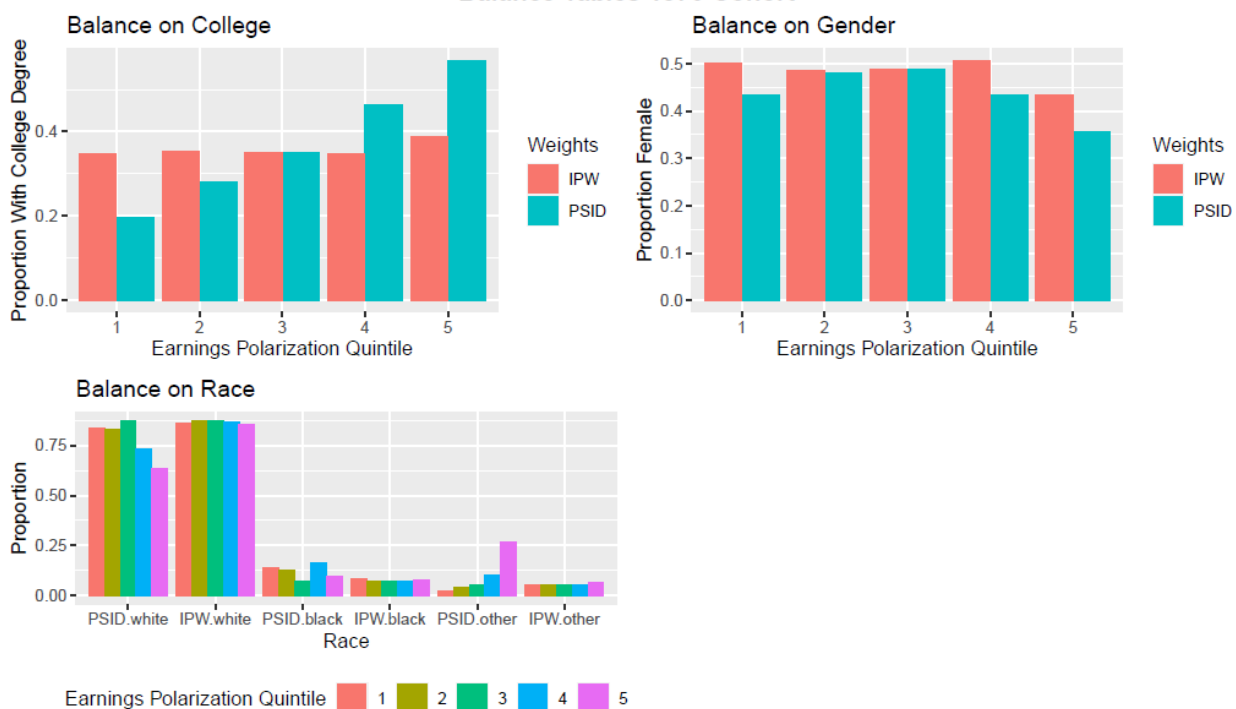 Balance on College
Proportion With College Degree
0.4
0.2
0.0
1 2 3 4 5
Earnings Polarization Quintile
Weights
IPW
PSID
Balance on Gender
Proportion Female
0.5
0.4
0.3
0.2
0.1
0.0
1 2 3 4 5
Earnings Polarization Quintile
Weights
IPW
PSID
Balance on Race
Proportion
0.75
0.50
0.25
0.00
PSID.white IPW.white PSID.black IPW.black PSID.other IPW.other
Race
Earnings Polarization Quintile 1 2 3 4 5